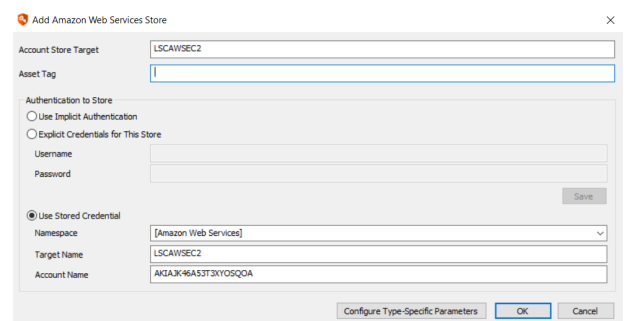 Add Amazon Web Services Store
Account Store Target LSCAWSEC2
Asset Tag
Authentication to Store
Use Implicit Authentication
Explicit Credentials for This Store
Username
Password
Save
Use Stored Credential
Namespace [Amazon Web Services]
Target Name LSCAWSEC2
Account Name AKIAJK46A53T3XYOSQOA
Configure Type-Specific Parameters OK Cancel